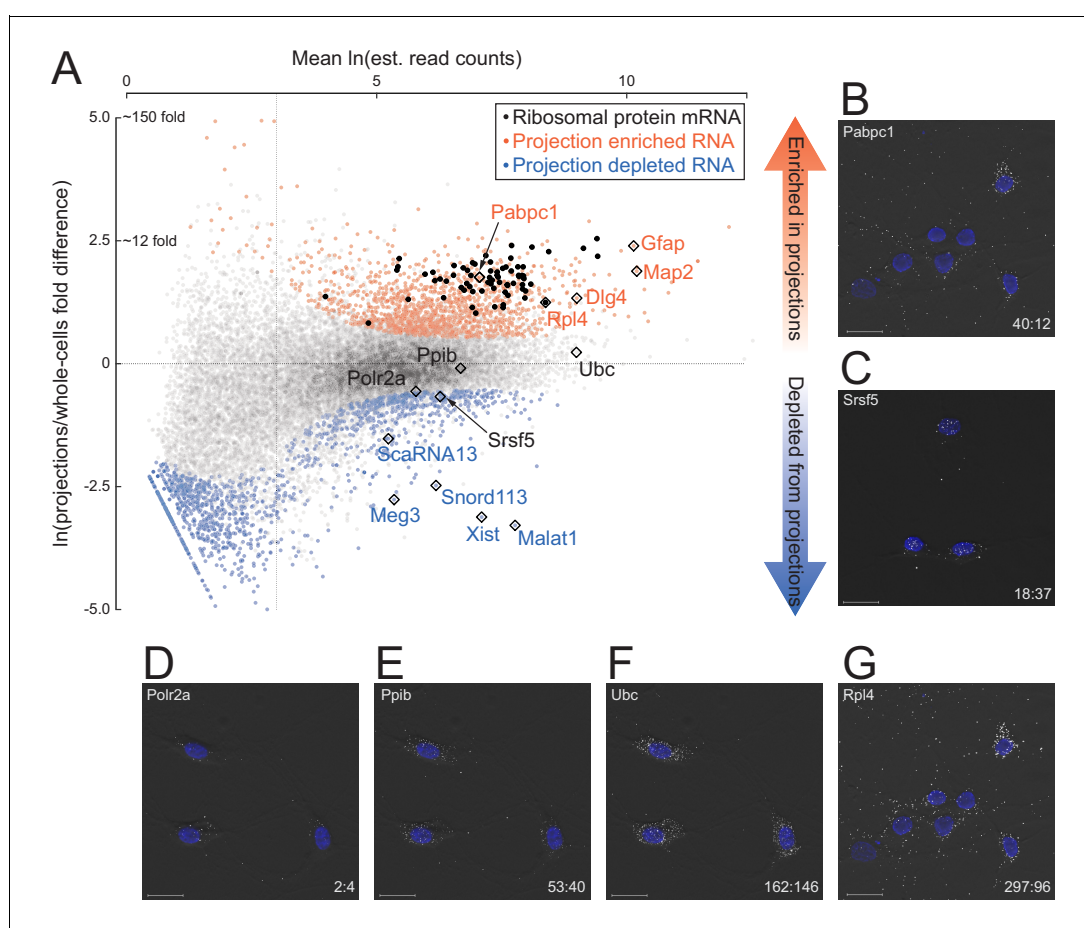 A
Mean ln(est. read counts)
0
5
10
5.0
~150 fold
2.5
~12 fold
0
-2.5
-5.0
ln(projections/whole-cells fold difference)
• Ribosomal protein mRNA
• Projection enriched RNA
• Projection depleted RNA
Pabpc1
Gfap
Map2
Dlg4
Rpl4
Ppib
Ubc
Polr2a
Srsf5
ScaRNA13
Snord113
Meg3
Xist
Malat1
Enriched in projections
Depleted from projections
B
Pabpc1
40:12
C
Srsf5
18:37
D
Polr2a
2:4
E
Ppib
53:40
F
Ubc
162:146
G
Rpl4
297:96